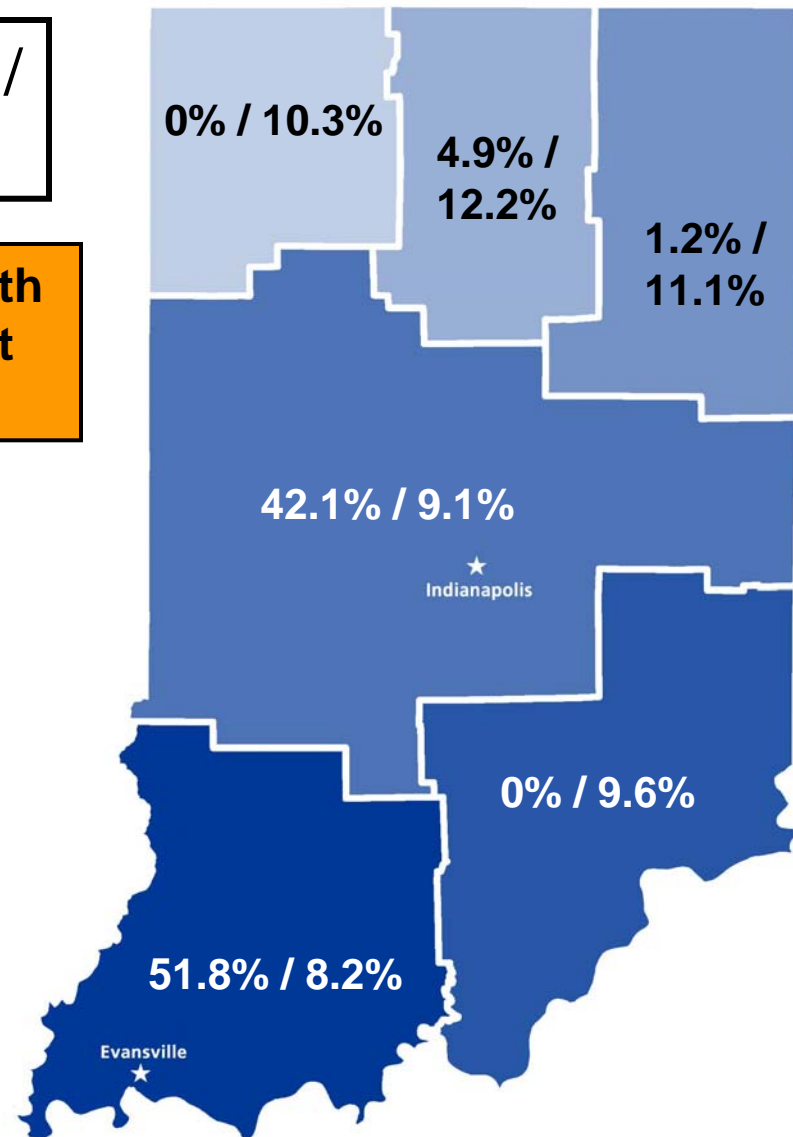 /
th
t
0% / 10.3%
4.9% /
12.2%
1.2% /
11.1%
42.1% / 9.1%
Indianapolis
0% / 9.6%
51.8% / 8.2%
Evansville